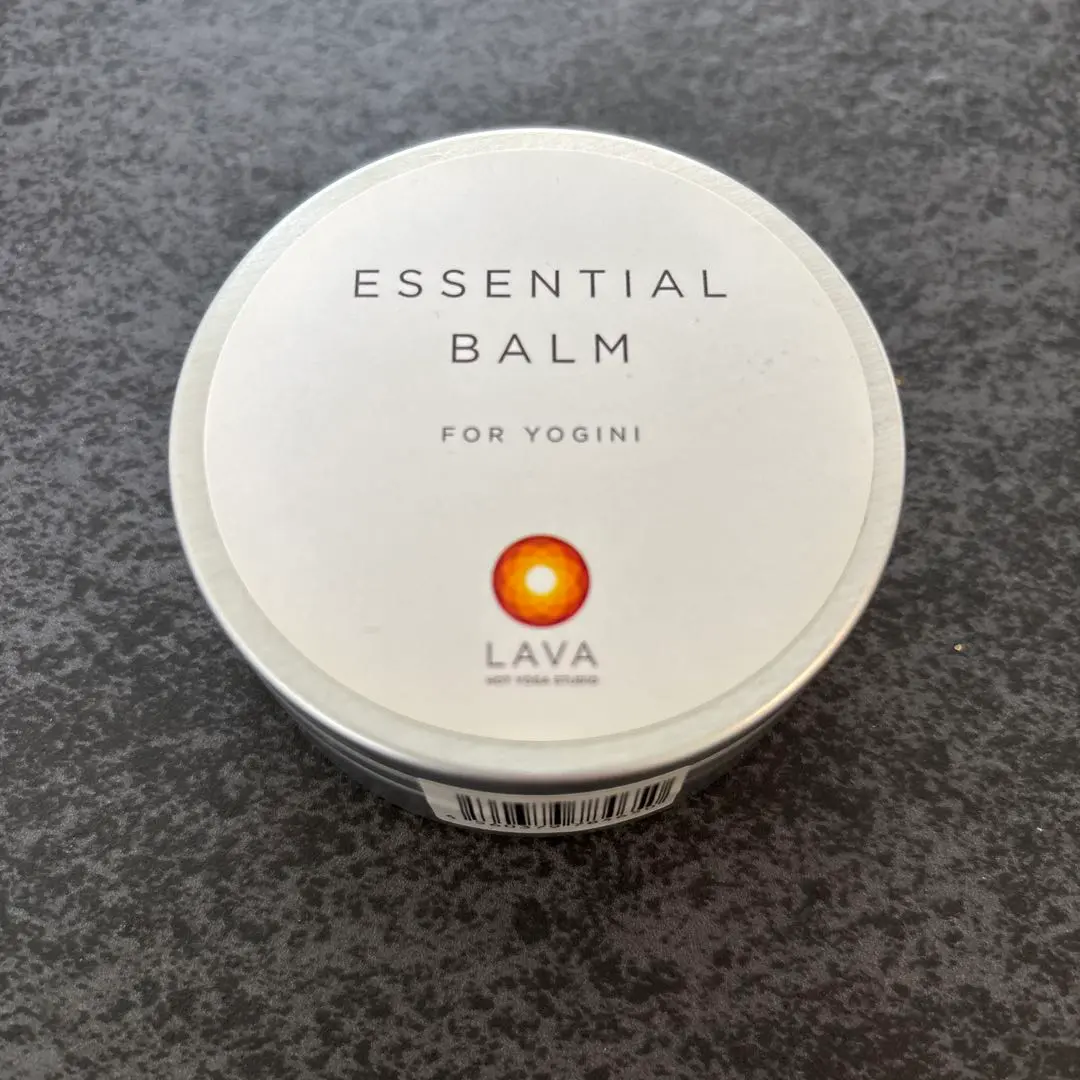 ESSENTIAL
BALM
FOR YOGINI
LAVA
HOT YOGA STUDIO